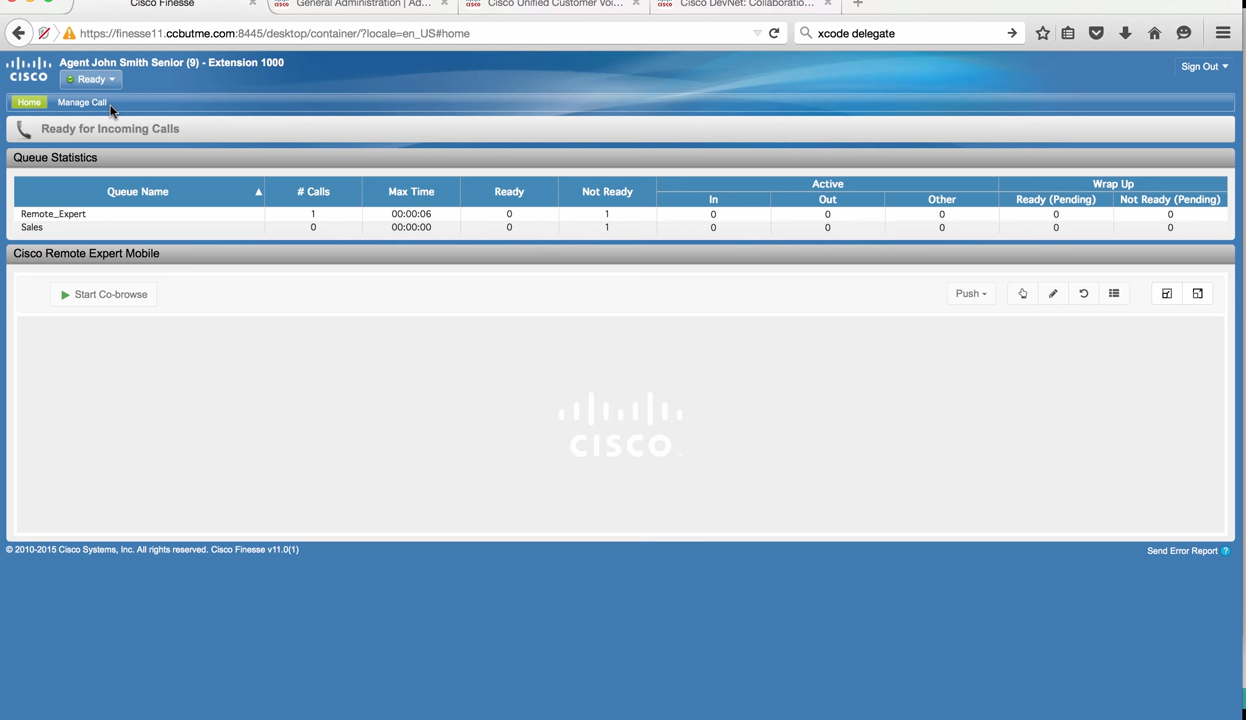 Cisco Finesse
General Administration | Ad...
Cisco Unified Customer Voi...
Cisco DevNet: Collaboratio...
https://finesse11.ccbutme.com:8445/desktop/container/?locale=en_US#home
xcode delegate
CISCO
Agent John Smith Senior (9) - Extension 1000
Ready
Sign Out
Home Manage Call
Ready for Incoming Calls
Queue Statistics
Queue Name # Calls Max Time Ready Not Ready Active Wrap Up
In Out Other Ready (Pending) Not Ready (Pending)
Remote_Expert 1 00:00:06 0 1 0 0 0 0 0
Sales 0 00:00:00 0 1 0 0 0 0 0
Cisco Remote Expert Mobile
Start Co-browse
Push
CISCO
© 2010-2015 Cisco Systems, Inc. All rights reserved. Cisco Finesse v11.0(1)
Send Error Report ?